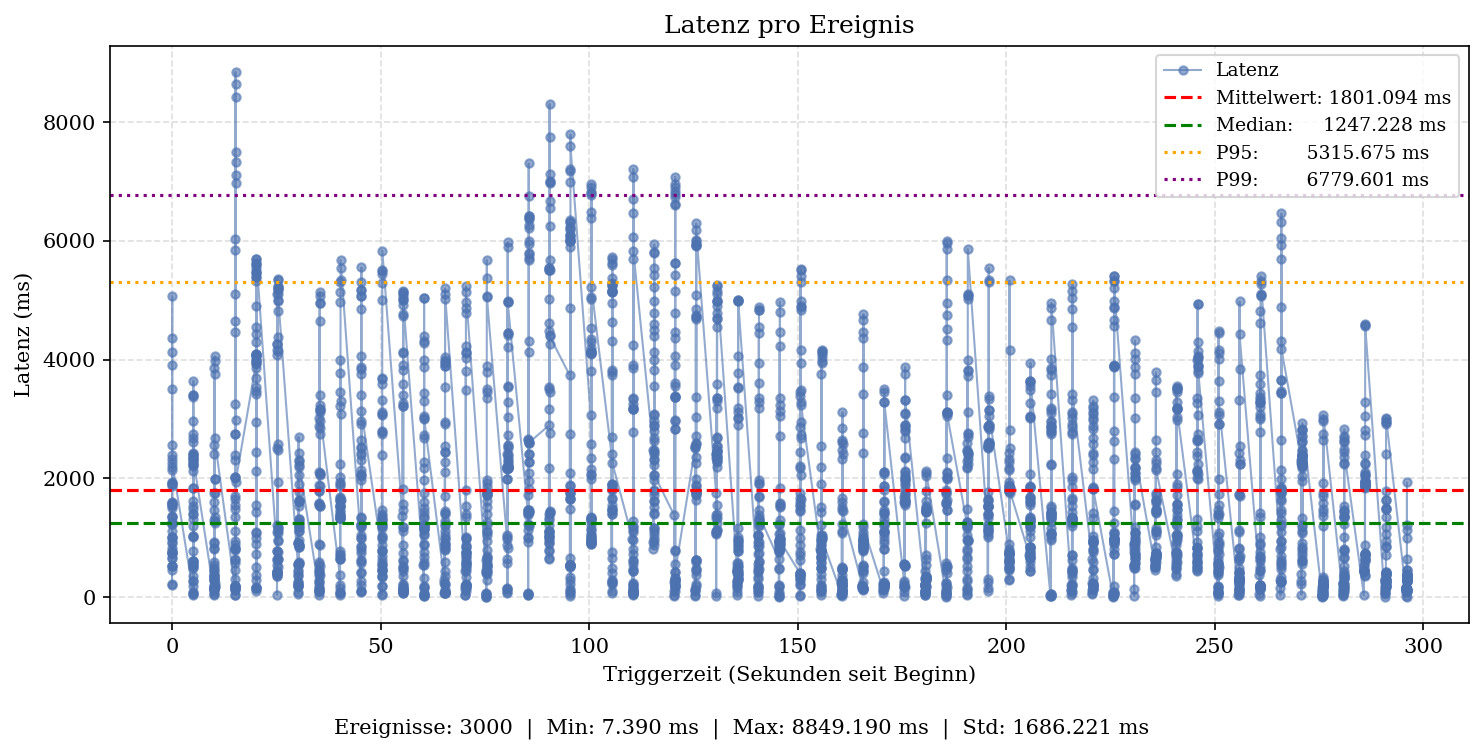 Latenz pro Ereignis
Latenz (ms)
8000
6000
4000
2000
0
Latenz
Mittelwert: 1801.094 ms
Median: 1247.228 ms
P95: 5315.675 ms
P99: 6779.601 ms
0 50 100 150 200 250 300
Triggerzeit (Sekunden seit Beginn)
Ereignisse: 3000 | Min: 7.390 ms | Max: 8849.190 ms | Std: 1686.221 ms